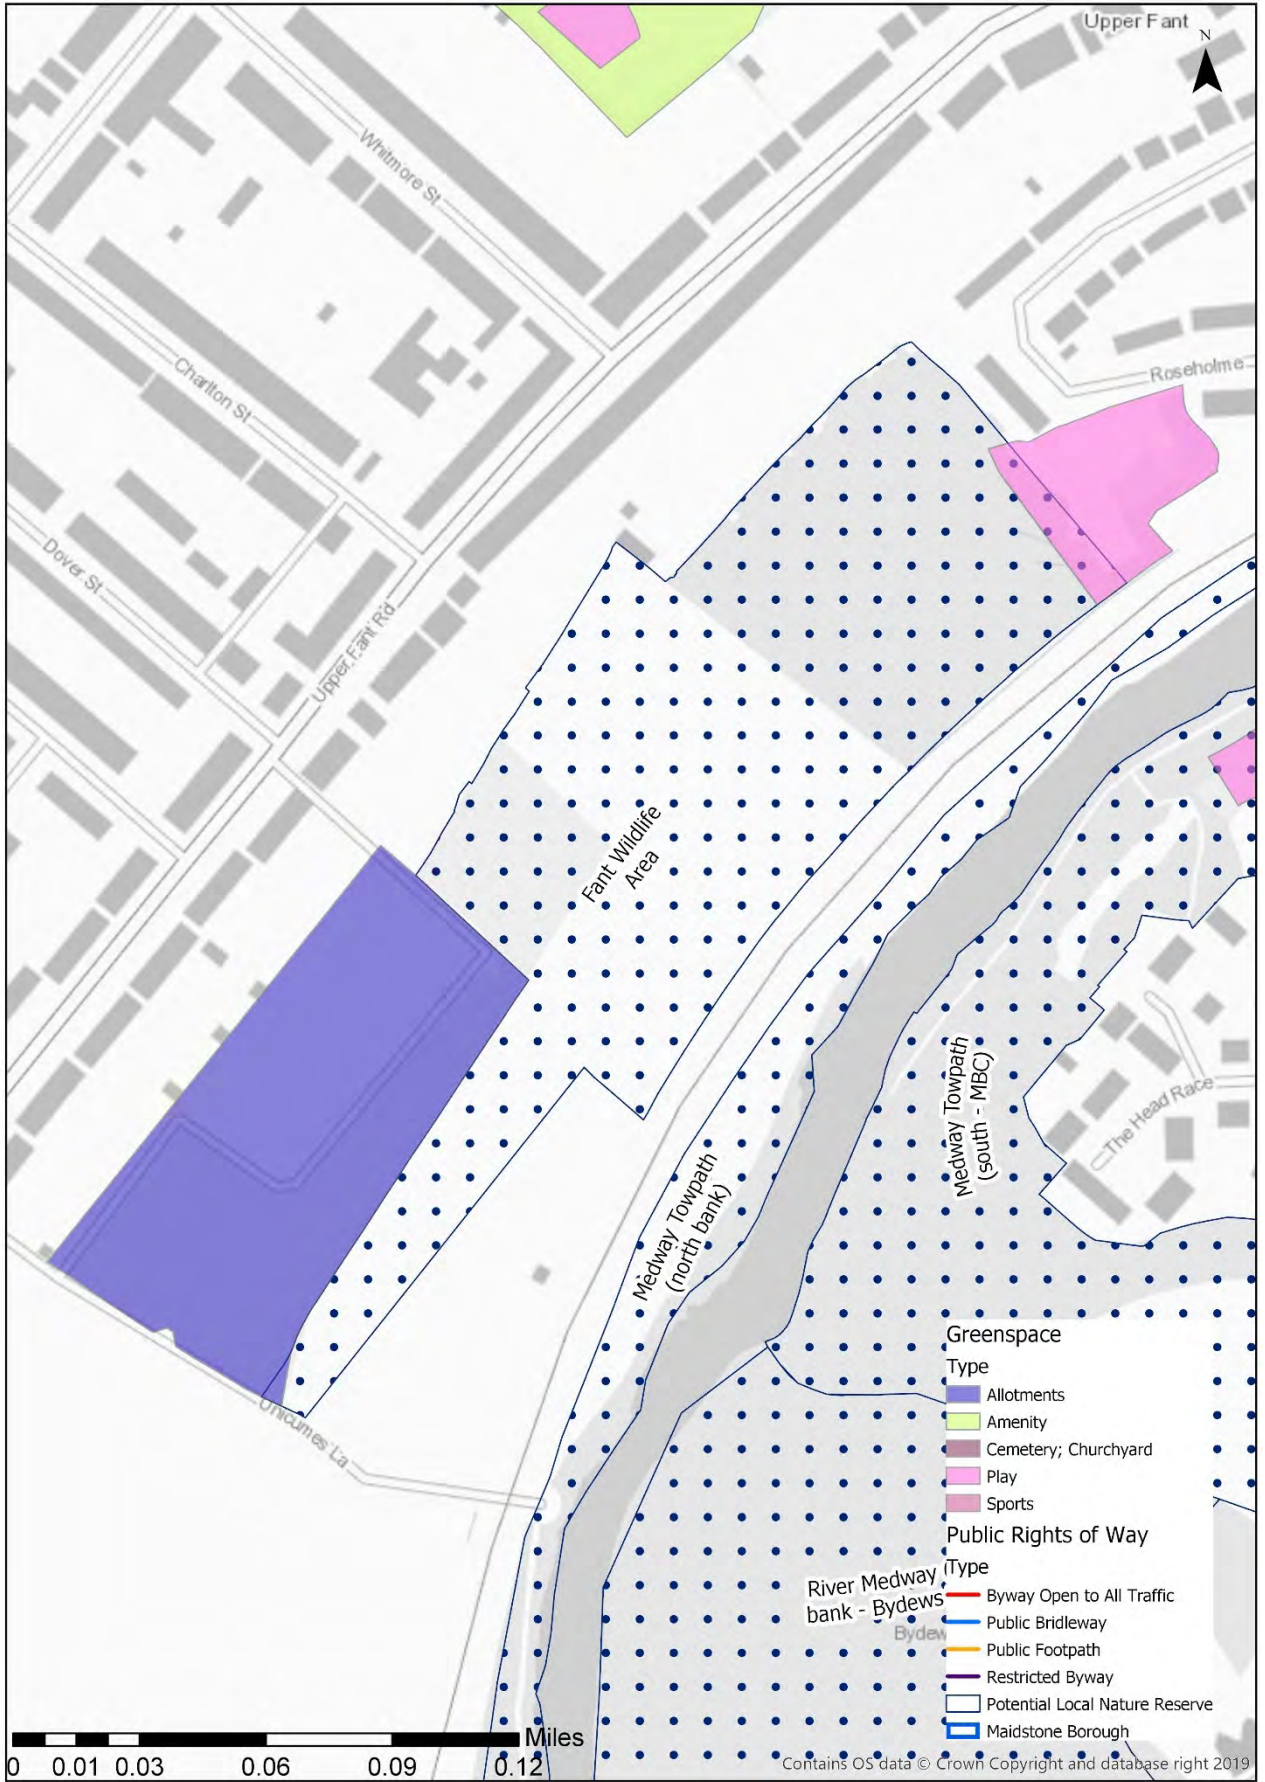 Upper Fant
N
Whitmore St
Charlton St
Roseholme
Dover St
Upper Fant Rd
Fant Wildlife
Area
Medway Towpath
(south - MBC)
The Head Race
Medway Towpath
(north bank)
Unicumes La
River Medway
bank - Bydews
Bydew
Greenspace
Type
Allotments
Amenity
Cemetery; Churchyard
Play
Sports
Public Rights of Way
Type
Byway Open to All Traffic
Public Bridleway
Public Footpath
Restricted Byway
Potential Local Nature Reserve
Maidstone Borough
Miles
0 0.01 0.03 0.06 0.09 0.12
Contains OS data © Crown Copyright and database right 2019